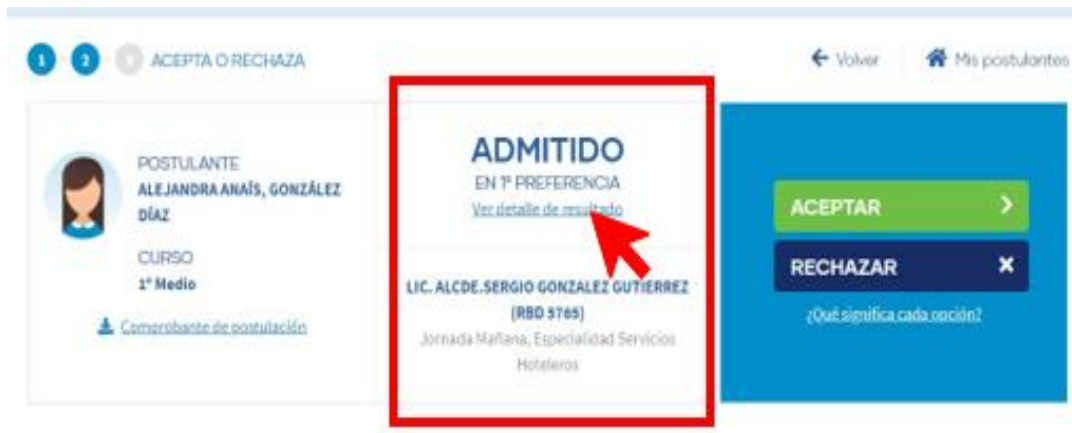 1 2 3 ACEPTA O RECHAZA
Volver
Mis postulantes
POSTULANTE
ALEJANDRA ANAÍS, GONZÁLEZ
DÍAZ
CURSO
1º Medio
Comprobante de postulación
ADMITIDO
EN 1ª PREFERENCIA
Ver detalle de resultado
LIC. ALCDE.SERGIO GONZALEZ GUTIERREZ
(RBD 5765)
Jornada Mañana, Especialidad Servicios
Hoteleros
ACEPTAR
RECHAZAR
¿Qué significa cada opción?